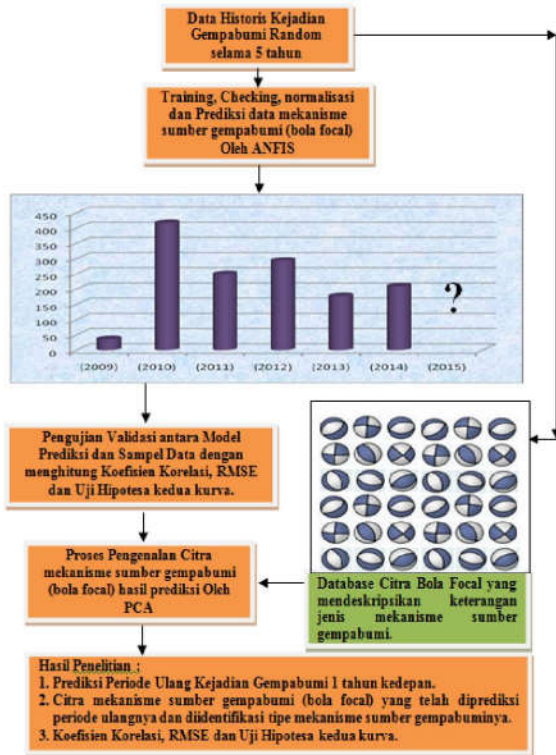 Data Historis Kejadian
Gempabumi Random
selama 5 tahun
Training, Checking, normalisasi
dan Prediksi data mekanisme
sumber gempabumi (bola focal)
Oleh ANFIS
450
400
350
300
250
200
150
100
50
0
(2009) (2010) (2011) (2012) (2013) (2014) (2015)
?
Pengujian Validasi antara Model
Prediksi dan Sampel Data dengan
menghitung Koefisien Korelasi, RMSE
dan Uji Hipotesa kedua kurva.
Proses Pengenalan Citra
mekanisme sumber gempabumi
(bola focal) hasil prediksi Oleh
PCA
Database Citra Bola Focal yang
mendeskripsikan keterangan
jenis mekanisme sumber
gempabumi.
Hasil Penelitian :
1. Prediksi Periode Ulang Kejadian Gempabumi 1 tahun kedepan.
2. Citra mekanisme sumber gempabumi (bola focal) yang telah diprediksi
periode ulangnya dan diidentifikasi tipe mekanisme sumber gempabuminya.
3. Koefisien Korelasi, RMSE dan Uji Hipotesa kedua kurva.